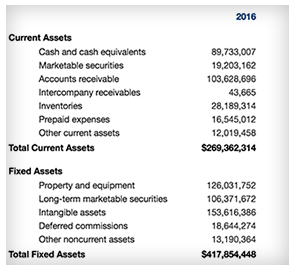 2016
Current Assets
Cash and cash equivalents 89,733,007
Marketable securities 19,203,162
Accounts receivable 103,628,696
Intercompany receivables 43,665
Inventories 28,189,314
Prepaid expenses 16,545,012
Other current assets 12,019,458
Total Current Assets $269,362,314
Fixed Assets
Property and equipment 126,031,752
Long-term marketable securities 106,371,672
Intangible assets 153,616,386
Deferred commissions 18,644,274
Other noncurrent assets 13,190,364
Total Fixed Assets $417,854,448